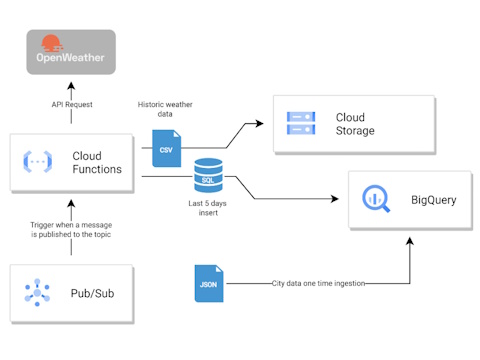 OpenWeather
API Request
Historic weather
data
Cloud
Functions
CSV
Cloud
Storage
SQL
Last 5 days
insert
BigQuery
Trigger when a message
is published to the topic
Pub/Sub
JSON
City data one time ingestion